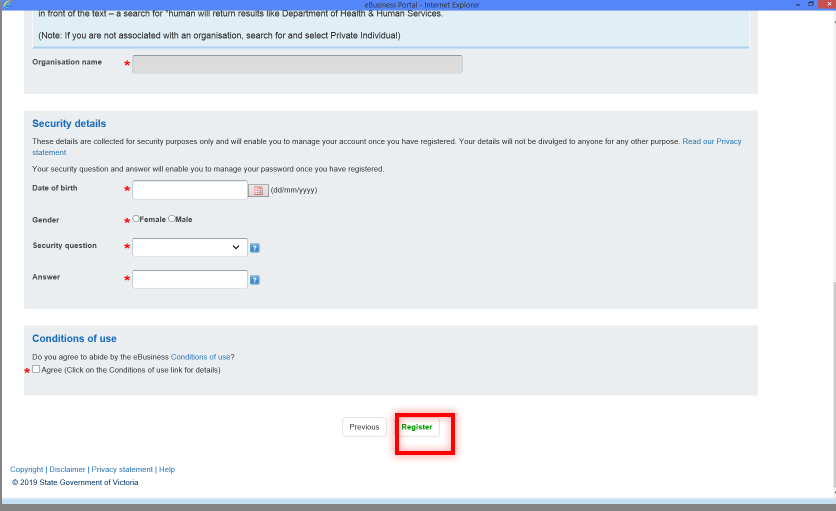 eBusiness Portal - Internet Explorer
in front of the text – a search for *human will return results like Department of Health & Human Services.
(Note: If you are not associated with an organisation, search for and select Private Individual)
Organisation name *
Security details
These details are collected for security purposes only and will enable you to manage your account once you have registered. Your details will not be divulged to anyone for any other purpose. Read our Privacy
statement
Your security question and answer will enable you to manage your password once you have registered.
Date of birth * (dd/mm/yyyy)
Gender * Female Male
Security question * ?
Answer * ?
Conditions of use
Do you agree to abide by the eBusiness Conditions of use?
* Agree (Click on the Conditions of use link for details)
Previous Register
Copyright | Disclaimer | Privacy statement | Help
© 2019 State Government of Victoria